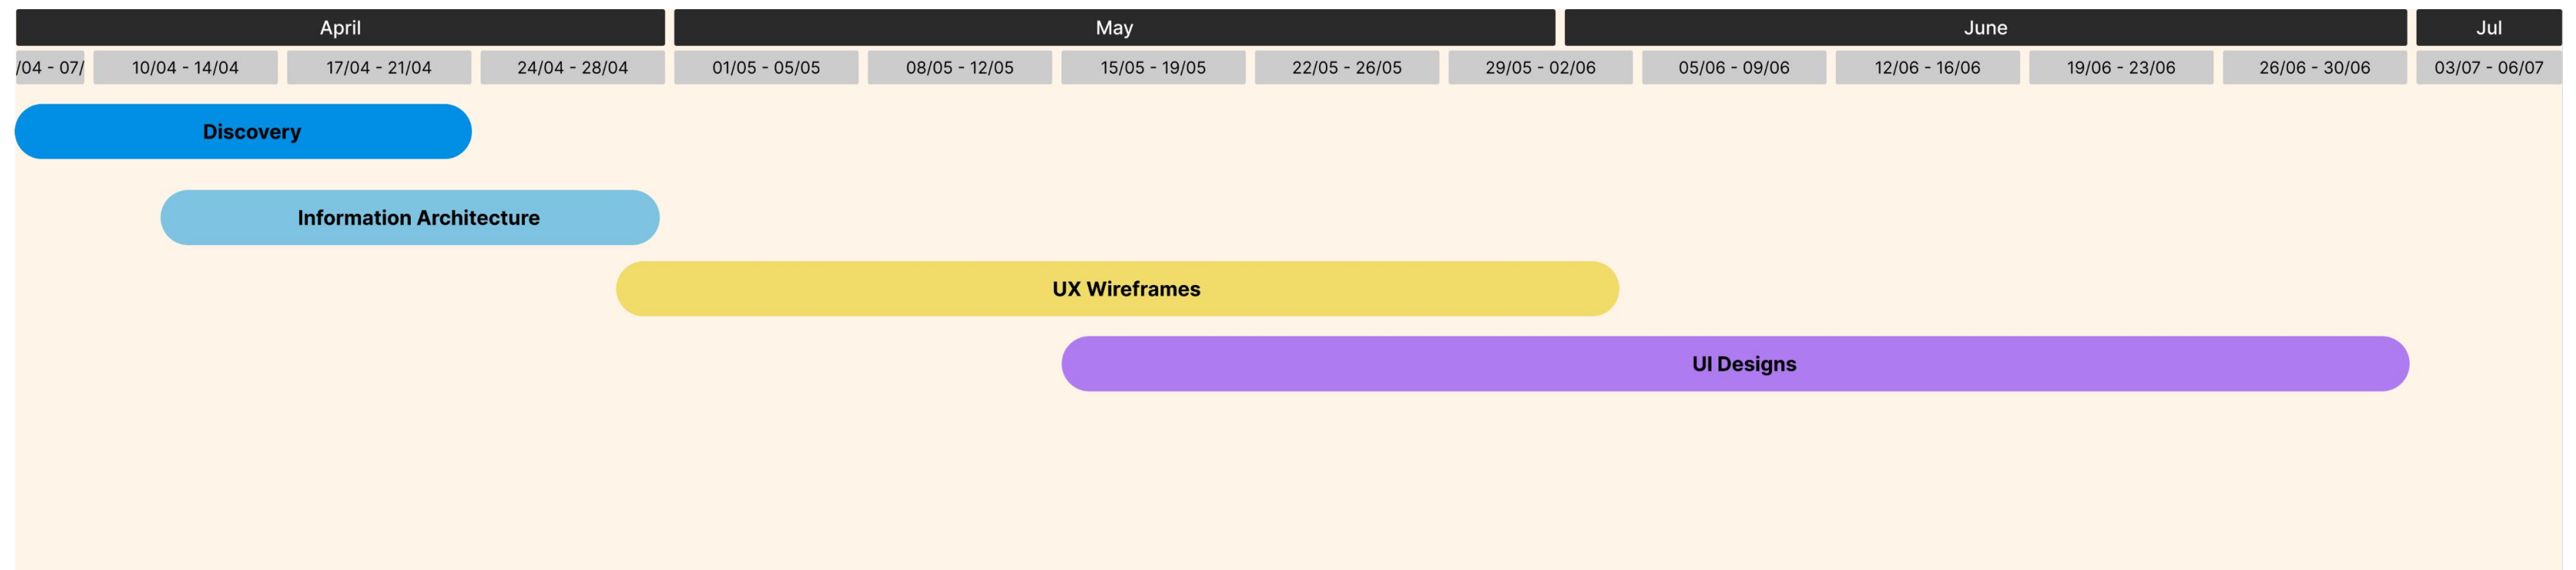 April May June Jul
/04 - 07/ 10/04 - 14/04 17/04 - 21/04 24/04 - 28/04 01/05 - 05/05 08/05 - 12/05 15/05 - 19/05 22/05 - 26/05 29/05 - 02/06 05/06 - 09/06 12/06 - 16/06 19/06 - 23/06 26/06 - 30/06 03/07 - 06/07
Discovery
Information Architecture
UX Wireframes
UI Designs